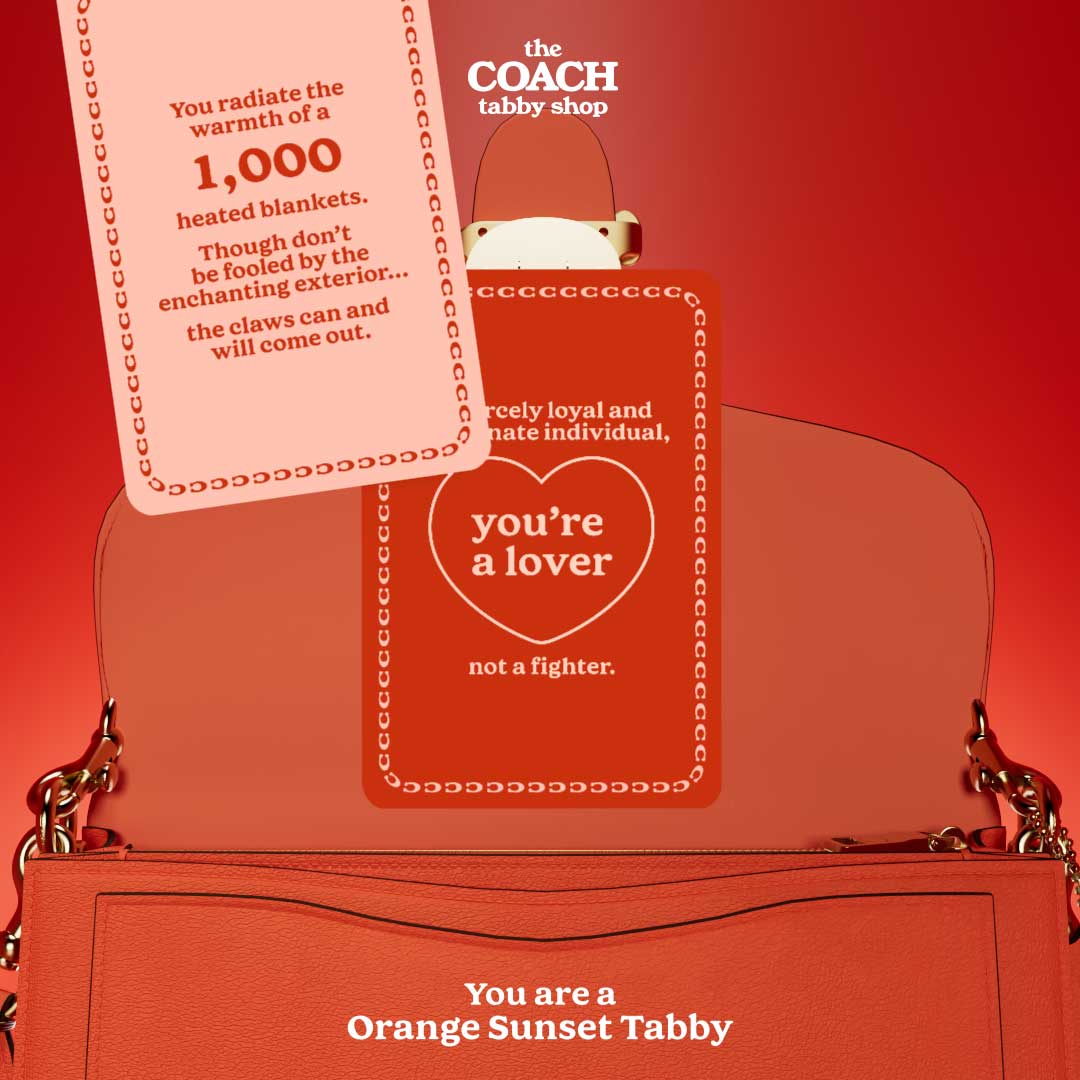 the
COACH
tabby shop
You radiate the
warmth of a
1,000
heated blankets.
Though don't
be fooled by the
enchanting exterior...
the claws can and
will come out.
loyal and
individual,
you're
a lover
not a fighter.
You are a
Orange Sunset Tabby